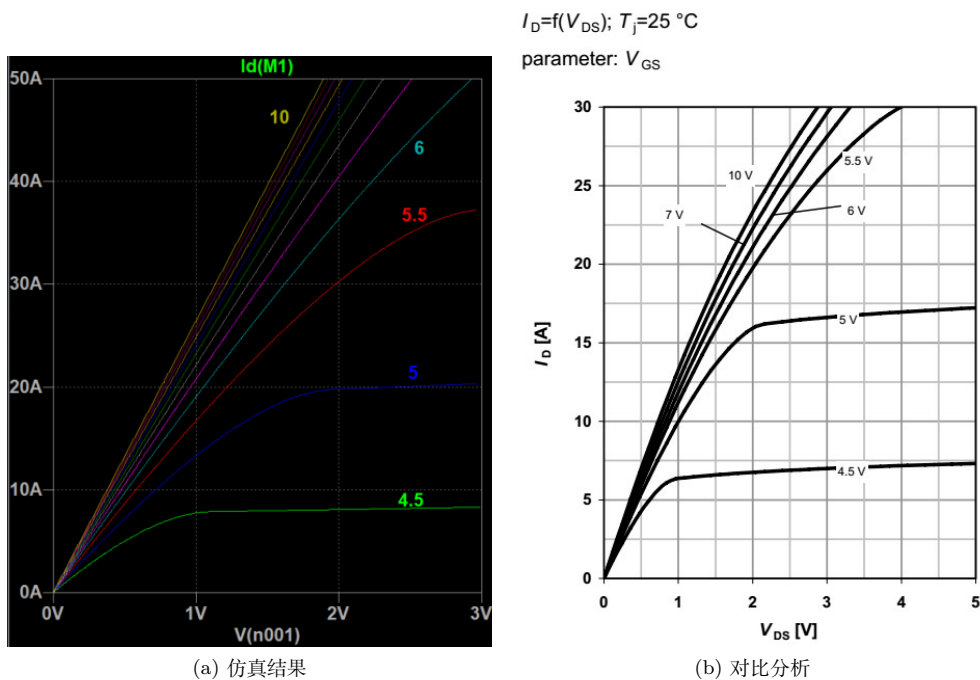 I_D=f(V_DS); T_j=25 °C
parameter: V_GS
Id(M1)
50A
40A
30A
20A
10A
0A
10
6
5.5
5
4.5
0V
1V
2V
3V
V(n001)
(a) 仿真结果
30
25
20
15
10
5
0
I_D [A]
10 V
7 V
6 V
5.5 V
5 V
4.5 V
0
1
2
3
4
5
V_DS [V]
(b) 对比分析